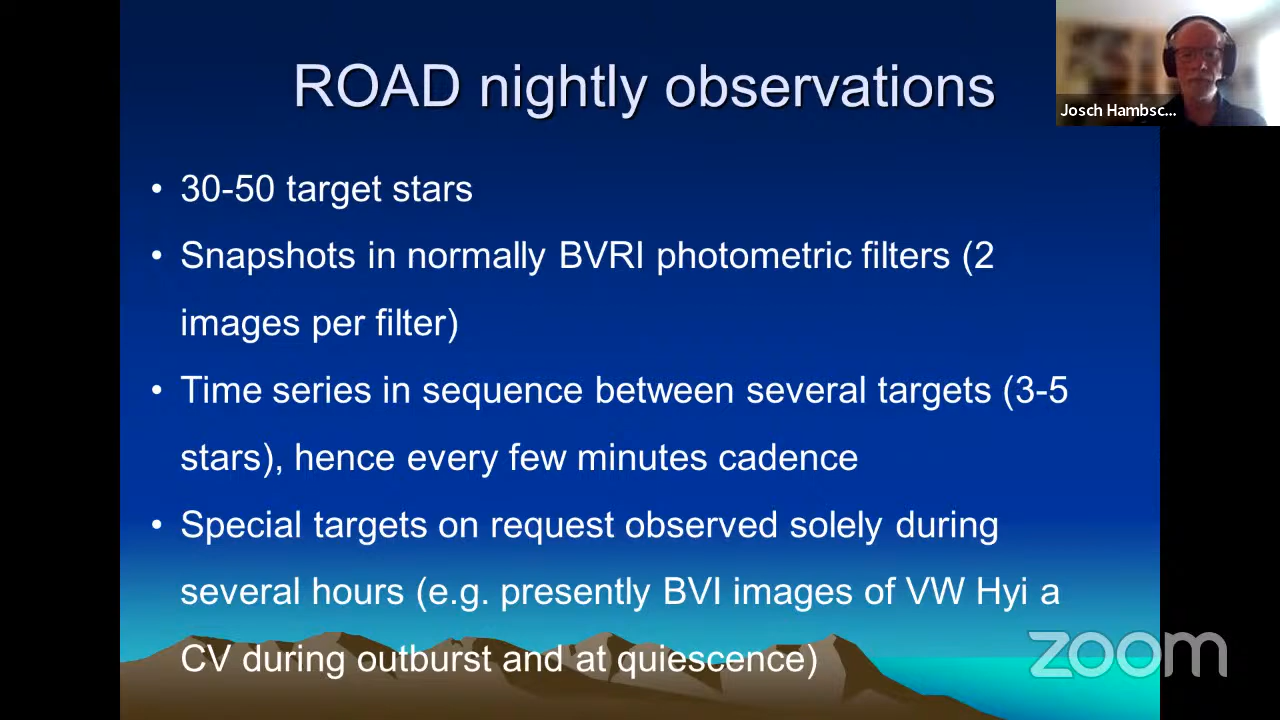 ROAD nightly observations
Josch Hambsc...
• 30-50 target stars
• Snapshots in normally BVRI photometric filters (2
images per filter)
• Time series in sequence between several targets (3-5
stars), hence every few minutes cadence
• Special targets on request observed solely during
several hours (e.g. presently BVI images of VW Hyi a
CV during outburst and at quiescence)
zoom